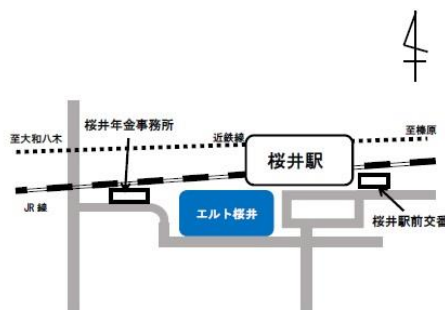 桜井年金事務所
至大和八木
近鉄線
至榛原
桜井駅
JR線
エルト桜井
桜井駅前交番